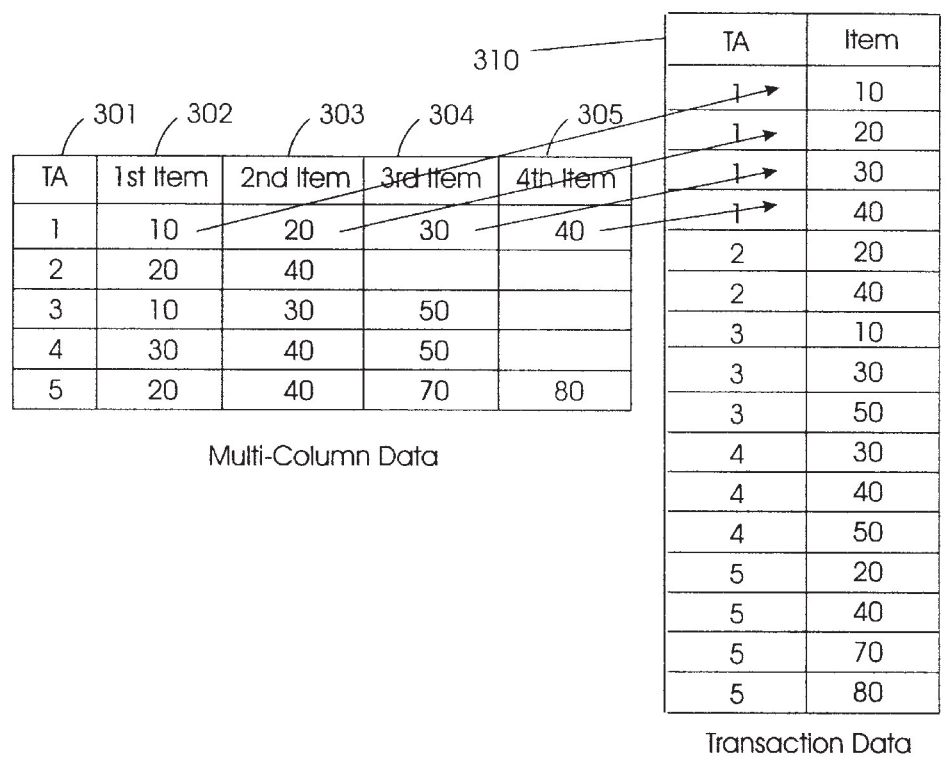 310
TA Item
1 10
1 20
1 30
1 40
2 20
2 40
3 10
3 30
3 50
4 30
4 40
4 50
5 20
5 40
5 70
5 80
Transaction Data
301 302 303 304 305
TA 1st Item 2nd Item 3rd Item 4th Item
1 10 20 30 40
2 20 40
3 10 30 50
4 30 40 50
5 20 40 70 80
Multi-Column Data